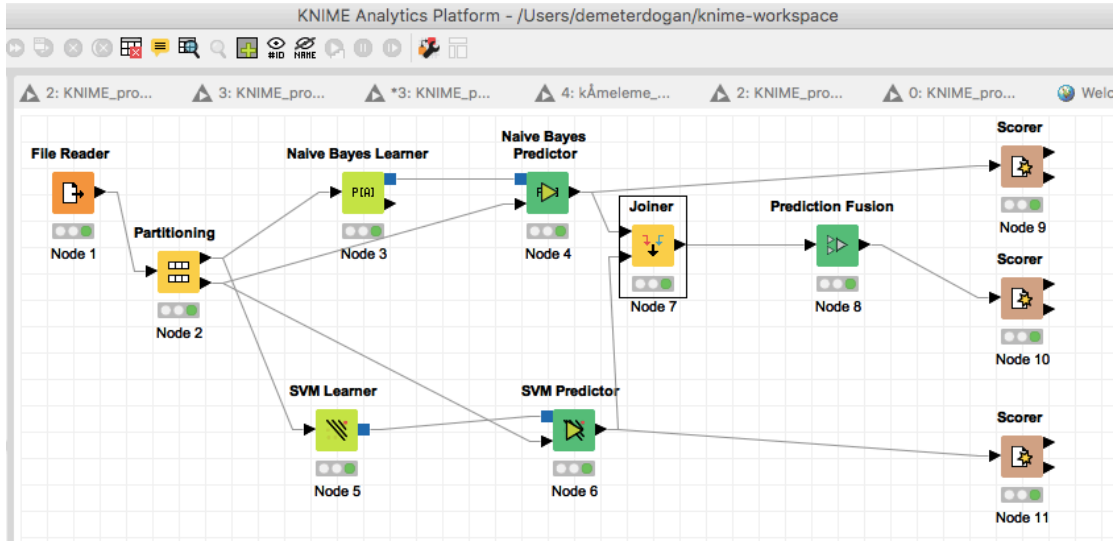 KNIME Analytics Platform - /Users/demeterdogan/knime-workspace
#ID
NAME
2: KNIME_pro...
3: KNIME_pro...
*3: KNIME_p...
4: kÅmeleme_...
2: KNIME_pro...
0: KNIME_pro...
Welc
File Reader
Node 1
Partitioning
Node 2
Naive Bayes Learner
P[A]
Node 3
Naive Bayes
Predictor
Node 4
Joiner
Node 7
Prediction Fusion
Node 8
Scorer
Node 9
Scorer
Node 10
SVM Learner
Node 5
SVM Predictor
Node 6
Scorer
Node 11